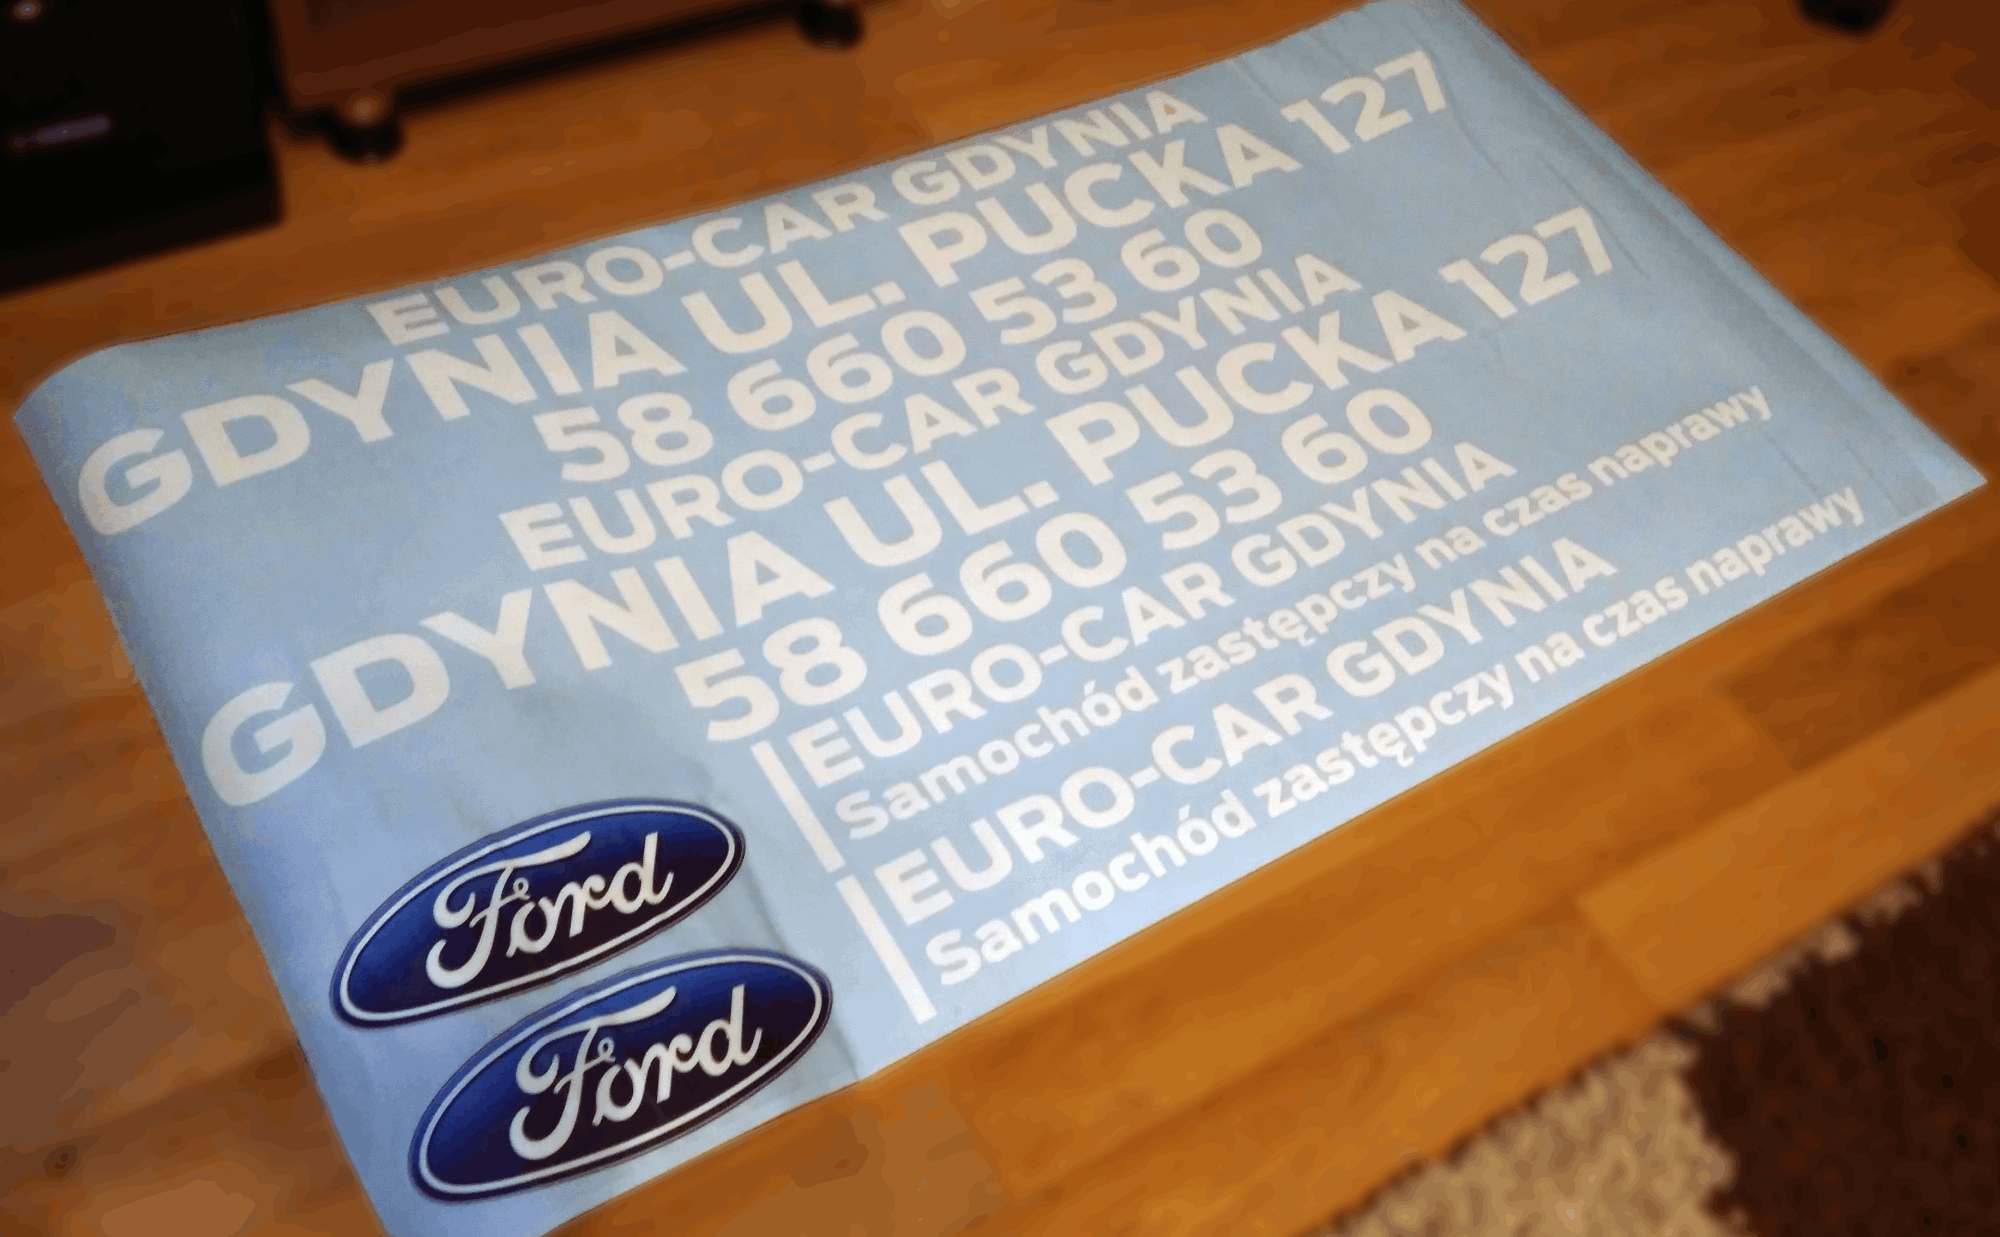 EURO-CAR GDYNIA
GDYNIA UL. PUCKA 127
58 660 53 60
EURO-CAR GDYNIA
GDYNIA UL. PUCKA 127
58 660 53 60
EURO-CAR GDYNIA
Samochód zastępczy na czas naprawy
EURO-CAR GDYNIA
Samochód zastępczy na czas naprawy
Ford
Ford